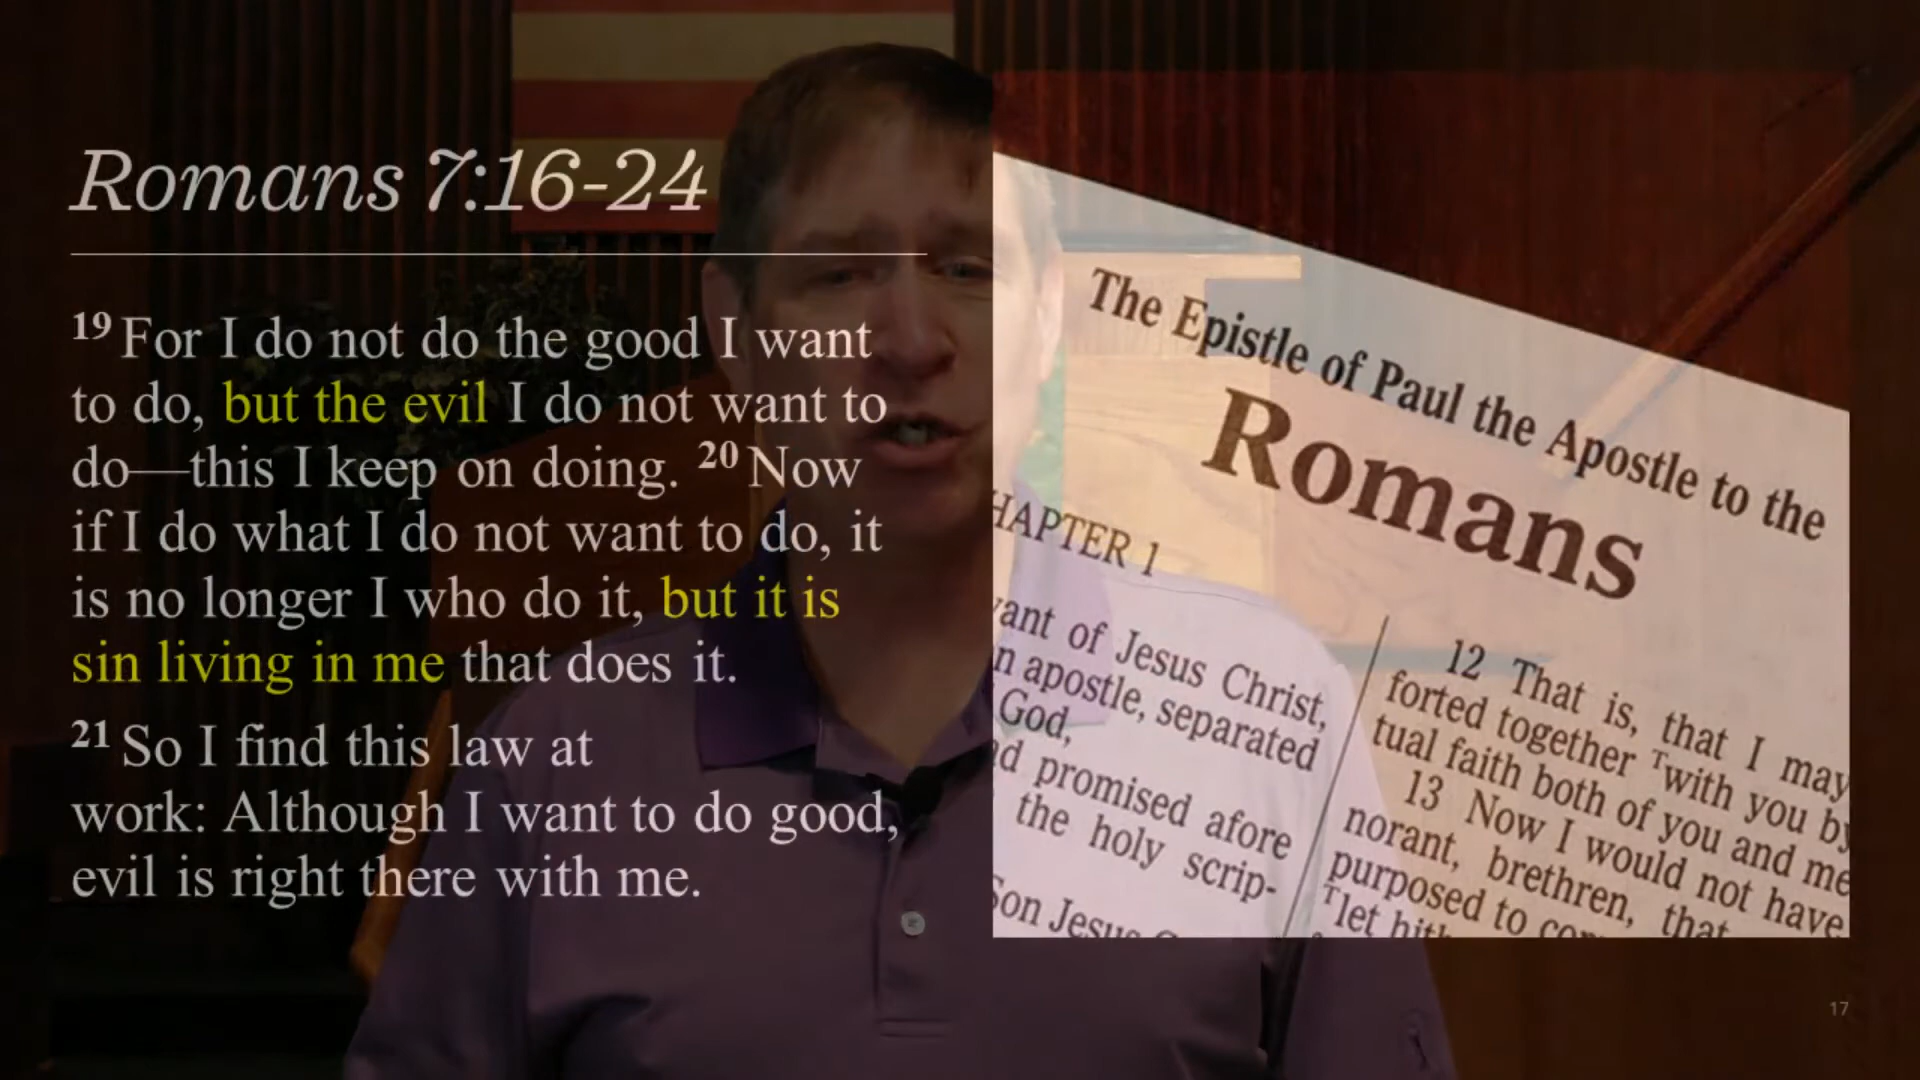 Romans 7:16-24
19 For I do not do the good I want
to do, but the evil I do not want to
do—this I keep on doing. 20 Now
if I do what I do not want to do, it
is no longer I who do it, but it is
sin living in me that does it.
21 So I find this law at
work: Although I want to do good,
evil is right there with me.
The Epistle of Paul the Apostle to the
Romans
HAPTER 1
vant of Jesus Christ,
n apostle, separated
God,
d promised afore
the holy scrip-
Son Jesus
12 That is, that I may
forted together Twith you by
tual faith both of you and me
13 Now I would not have
norant, brethren, that
purposed to
Tlet
17